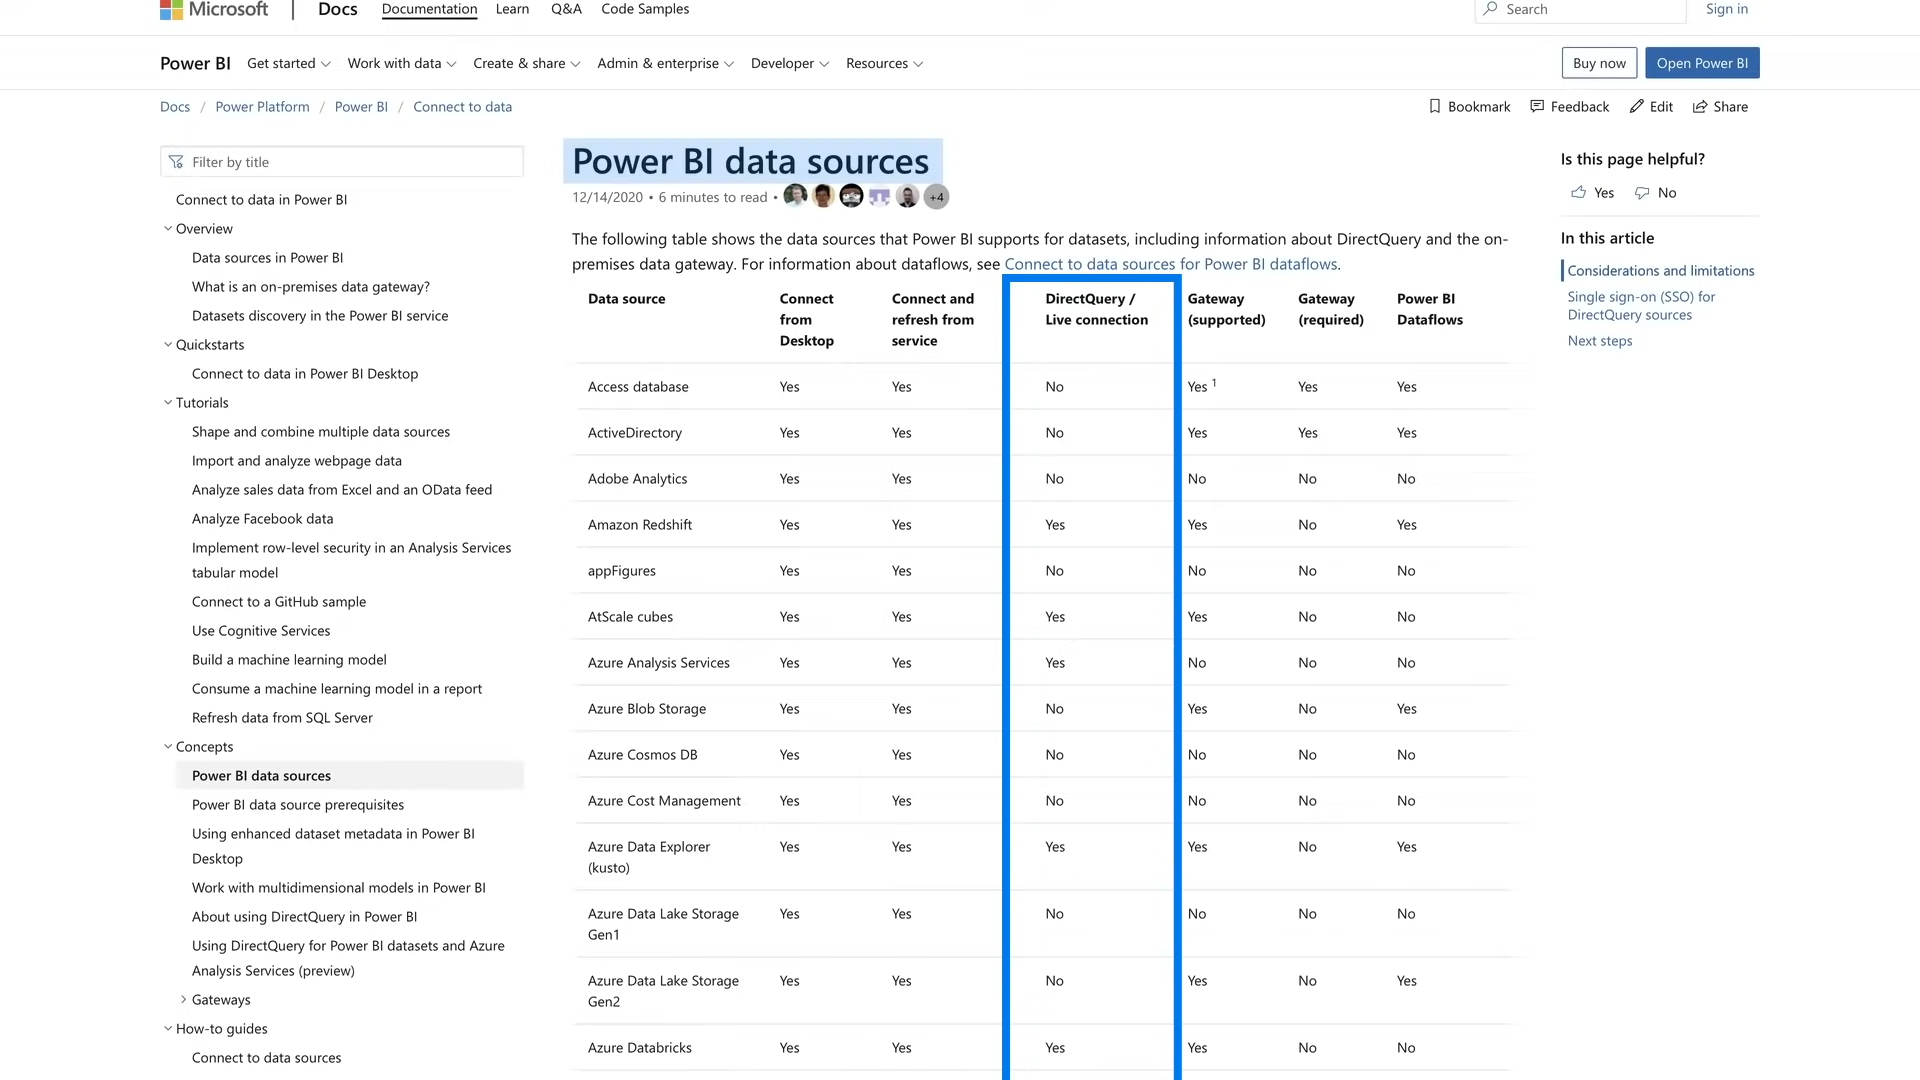 Microsoft | Docs Documentation Learn Q&A Code Samples Search Sign in
Power BI Get started Work with data Create & share Admin & enterprise Developer Resources Buy now Open Power BI
Docs / Power Platform / Power BI / Connect to data Bookmark Feedback Edit Share
Filter by title
Connect to data in Power BI
Overview
Data sources in Power BI
What is an on-premises data gateway?
Datasets discovery in the Power BI service
Quickstarts
Connect to data in Power BI Desktop
Tutorials
Shape and combine multiple data sources
Import and analyze webpage data
Analyze sales data from Excel and an OData feed
Analyze Facebook data
Implement row-level security in an Analysis Services
tabular model
Connect to a GitHub sample
Use Cognitive Services
Build a machine learning model
Consume a machine learning model in a report
Refresh data from SQL Server
Concepts
Power BI data sources
Power BI data source prerequisites
Using enhanced dataset metadata in Power BI
Desktop
Work with multidimensional models in Power BI
About using DirectQuery in Power BI
Using DirectQuery for Power BI datasets and Azure
Analysis Services (preview)
Gateways
How-to guides
Connect to data sources
Power BI data sources
12/14/2020 • 6 minutes to read • +4
The following table shows the data sources that Power BI supports for datasets, including information about DirectQuery and the on-
premises data gateway. For information about dataflows, see Connect to data sources for Power BI dataflows.
Data source Connect from Desktop Connect and refresh from service DirectQuery / Live connection Gateway (supported) Gateway (required) Power BI Dataflows
Access database Yes Yes No Yes 1 Yes Yes
ActiveDirectory Yes Yes No Yes Yes Yes
Adobe Analytics Yes Yes No No No No
Amazon Redshift Yes Yes Yes Yes No Yes
appFigures Yes Yes No No No No
AtScale cubes Yes Yes Yes Yes No No
Azure Analysis Services Yes Yes Yes No No No
Azure Blob Storage Yes Yes No Yes No Yes
Azure Cosmos DB Yes Yes No No No No
Azure Cost Management Yes Yes No No No No
Azure Data Explorer (kusto) Yes Yes Yes Yes No Yes
Azure Data Lake Storage Gen1 Yes Yes No No No No
Azure Data Lake Storage Gen2 Yes Yes No Yes No Yes
Azure Databricks Yes Yes Yes Yes No No
Is this page helpful?
Yes No
In this article
Considerations and limitations
Single sign-on (SSO) for
DirectQuery sources
Next steps